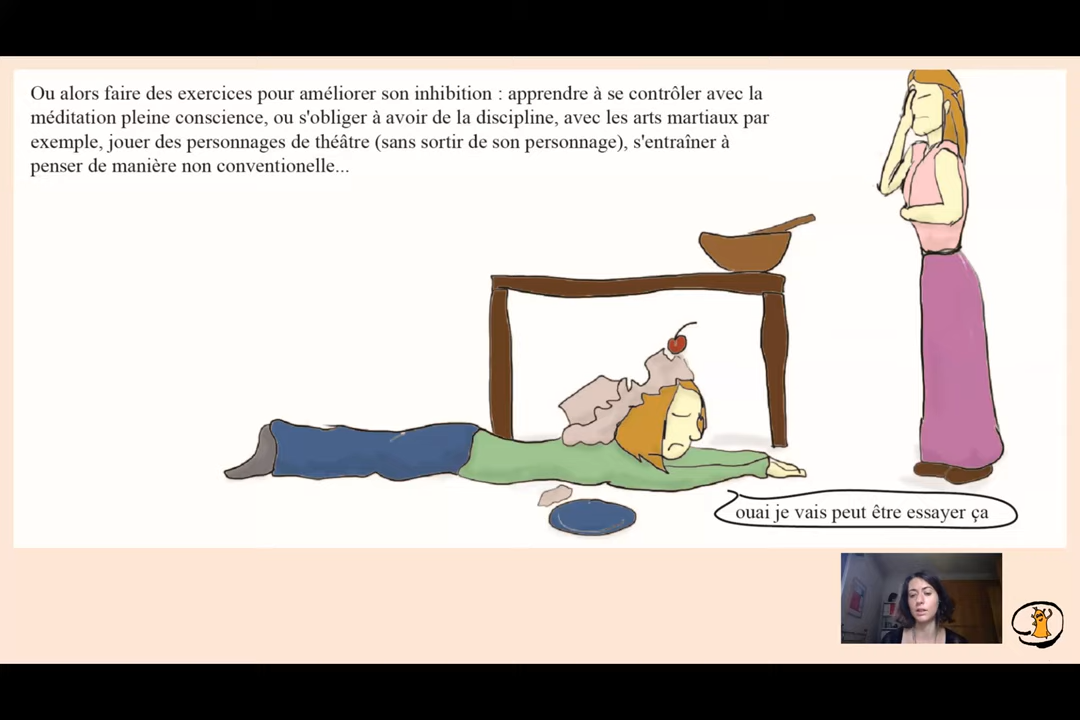 Ou alors faire des exercices pour améliorer son inhibition : apprendre à se contrôler avec la
méditation pleine conscience, ou s'obliger à avoir de la discipline, avec les arts martiaux par
exemple, jouer des personnages de théâtre (sans sortir de son personnage), s'entraîner à
penser de manière non conventionelle...
ouai je vais peut être essayer ça